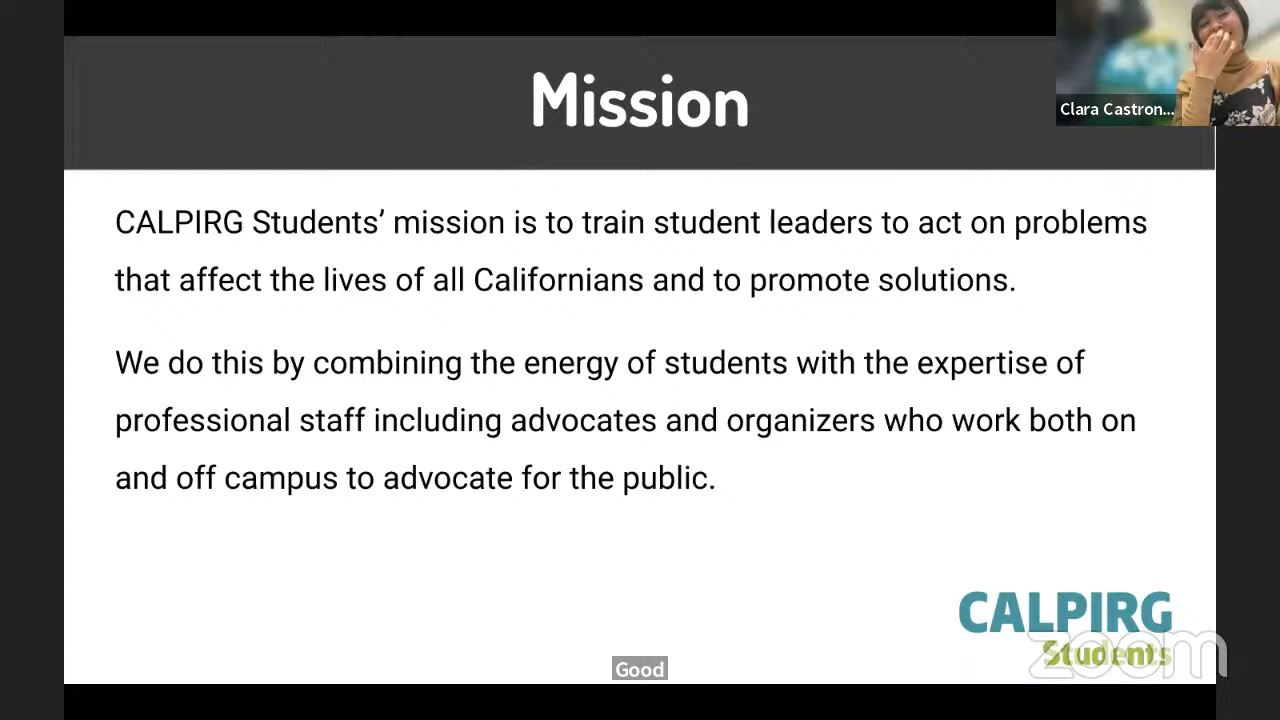 Mission
Clara Castron...
CALPIRG Students’ mission is to train student leaders to act on problems
that affect the lives of all Californians and to promote solutions.
We do this by combining the energy of students with the expertise of
professional staff including advocates and organizers who work both on
and off campus to advocate for the public.
CALPIRG
Students
zoom
Good